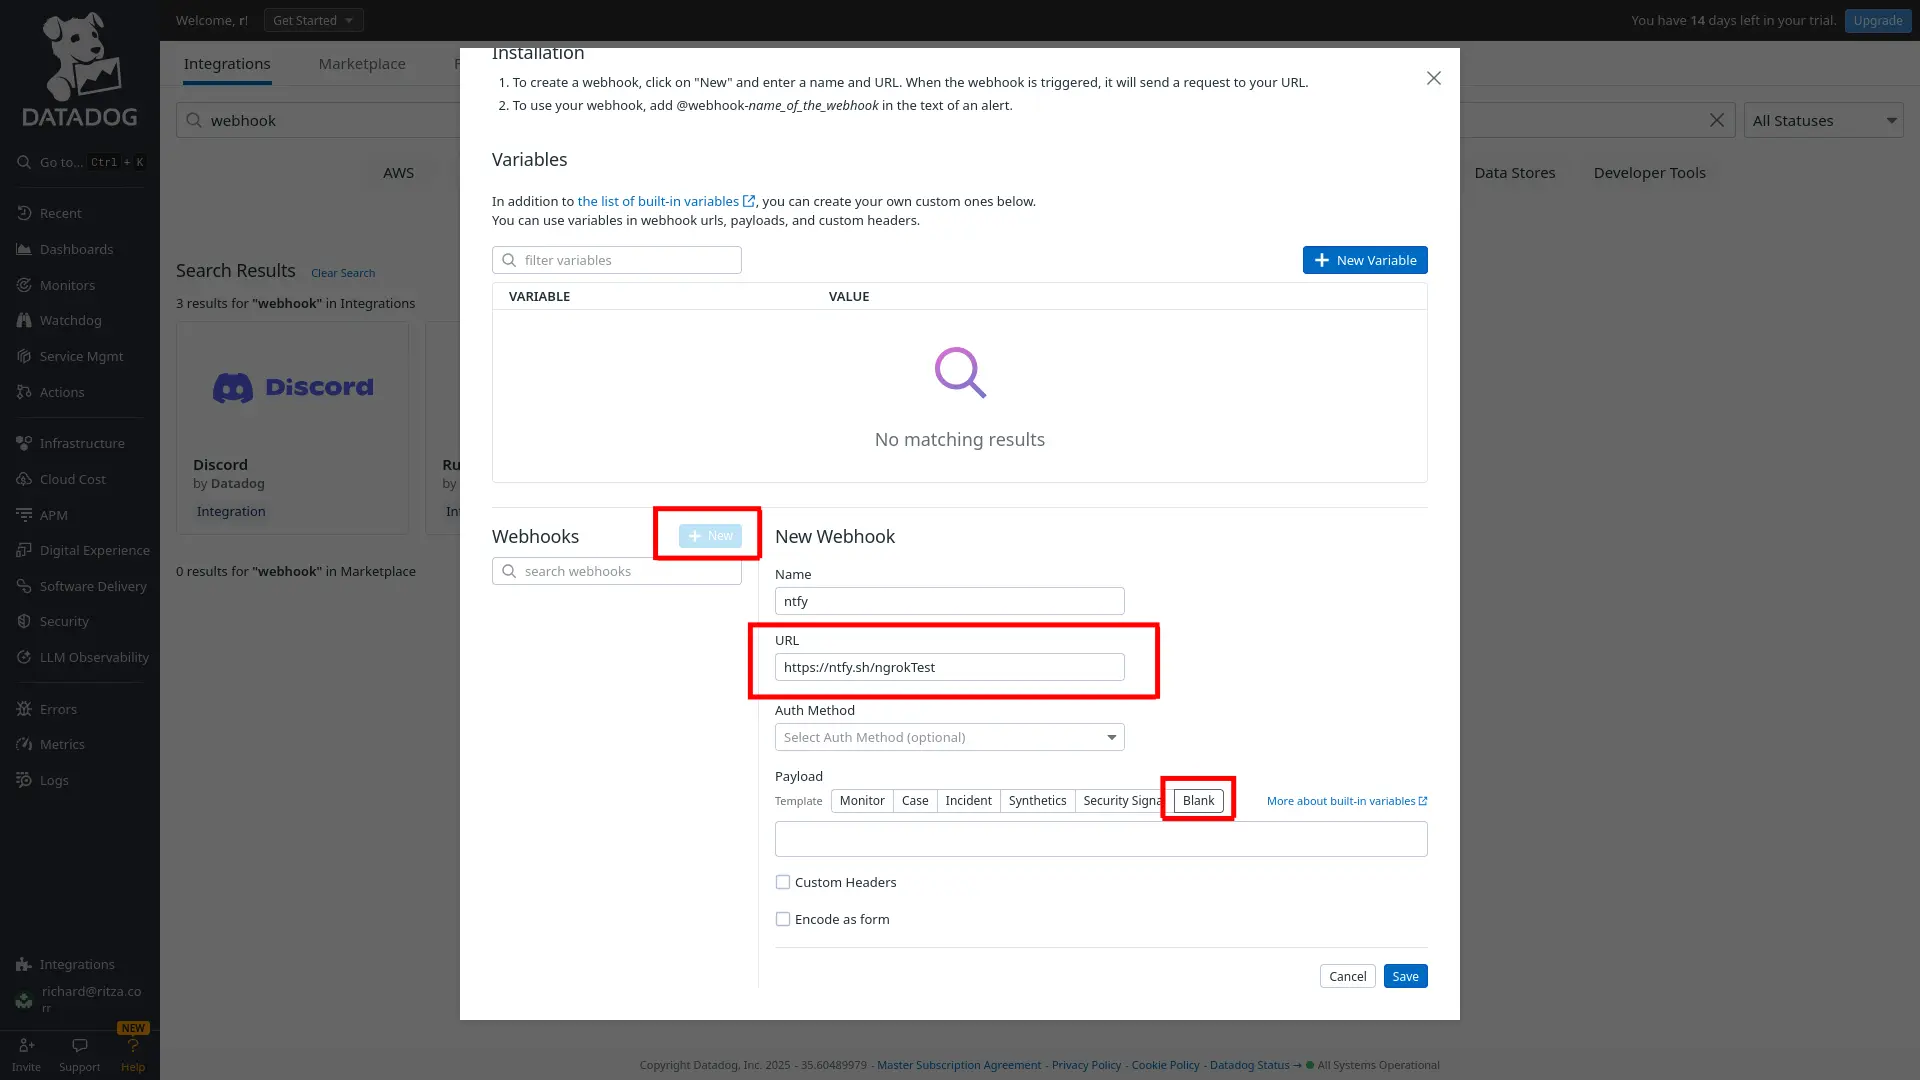 Welcome, r!
Get Started
You have 14 days left in your trial.
Upgrade
DATADOG
Go to... Ctrl + K
Recent
Dashboards
Monitors
Watchdog
Service Mgmt
Actions
Infrastructure
Cloud Cost
APM
Digital Experience
Software Delivery
Security
LLM Observability
Errors
Metrics
Logs
Integrations
richard@ritza.co
rr
NEW
Invite
Support
Help
Integrations
Marketplace
webhook
All Statuses
AWS
Data Stores
Developer Tools
Search Results
Clear Search
3 results for "webhook" in Integrations
Discord
Discord
by Datadog
Integration
Ru
by
In
0 results for "webhook" in Marketplace
Installation
1. To create a webhook, click on "New" and enter a name and URL. When the webhook is triggered, it will send a request to your URL.
2. To use your webhook, add @webhook-name_of_the_webhook in the text of an alert.
Variables
In addition to the list of built-in variables, you can create your own custom ones below.
You can use variables in webhook urls, payloads, and custom headers.
filter variables
New Variable
VARIABLE
VALUE
No matching results
Webhooks
New
search webhooks
New Webhook
Name
ntfy
URL
https://ntfy.sh/ngrokTest
Auth Method
Select Auth Method (optional)
Payload
Template
Monitor
Case
Incident
Synthetics
Security Signa
Blank
More about built-in variables
Custom Headers
Encode as form
Cancel
Save
Copyright Datadog, Inc. 2025 - 35.60489979 - Master Subscription Agreement - Privacy Policy - Cookie Policy - Datadog Status → All Systems Operational